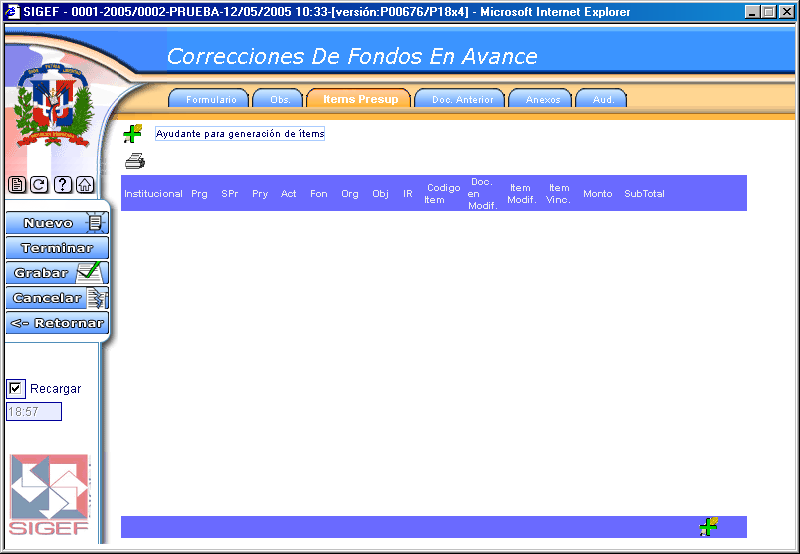 SIGEF - 0001-2005/0002-PRUEBA-12/05/2005 10:33-[versión:P00676/P18x4] - Microsoft Internet Explorer
Correcciones De Fondos En Avance
Formulario Obs. Items Presup Doc. Anterior Anexos Aud.
Ayudante para generación de ítems
Institucional Prg SPr Pry Act Fon Org Obj IR Codigo Item Doc. en Modif. Item Modif. Item Vinc. Monto SubTotal
Nuevo
Terminar
Grabar
Cancelar
<- Retornar
Recargar
18:57
SIGEF